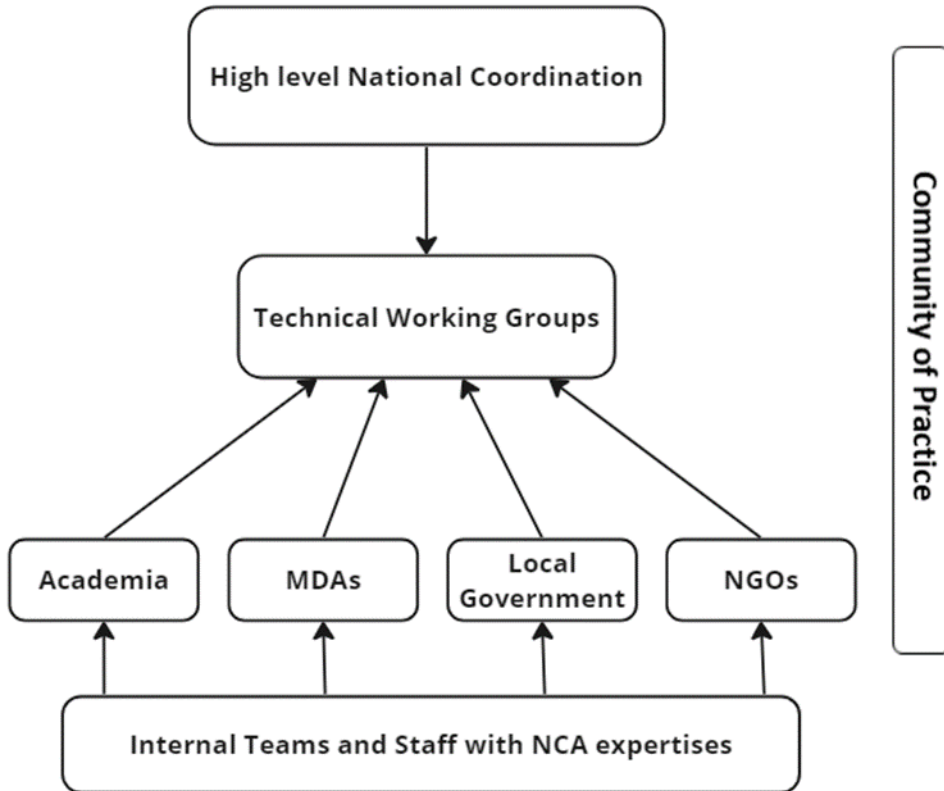 High level National Coordination
Technical Working Groups
Academia
MDAs
Local
Government
NGOs
Internal Teams and Staff with NCA expertises
Community of Practice